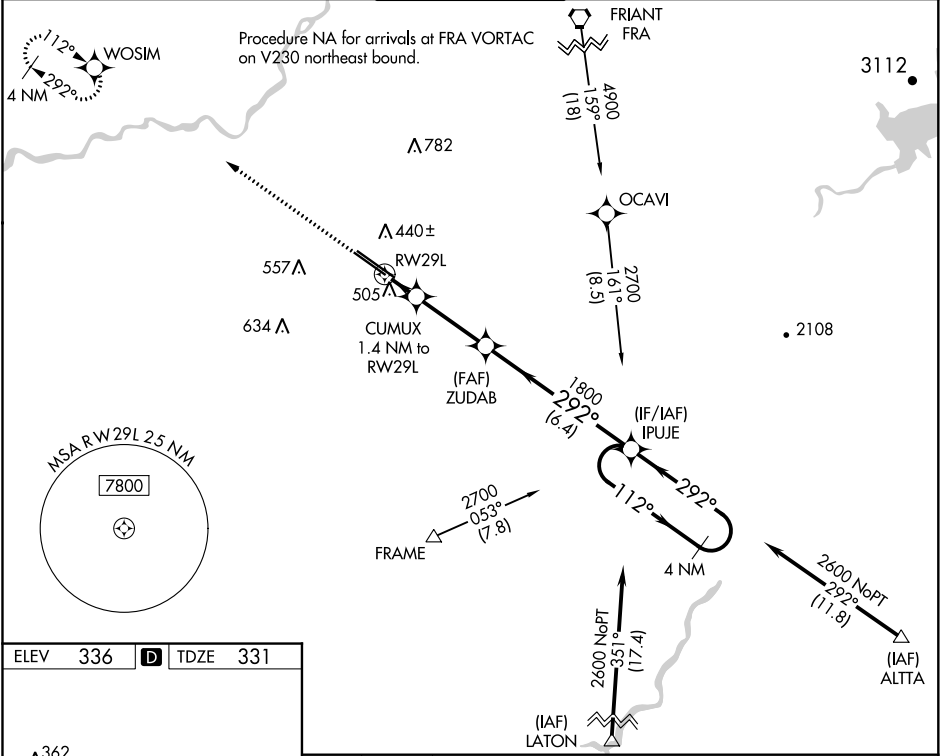 FRIANT
FRA
Procedure NA for arrivals at FRA VORTAC
on V230 northeast bound.
112°
WOSIM
292°
4 NM
3112
4900
159°
(18)
782
OCAVI
440±
RW29L
557
505
2700
161°
(8.5)
CUMUX
1.4 NM to
RW29L
634
2108
(FAF)
ZUDAB
1800
292°
(6.4)
(IF/IAF)
IPUJE
MSA RW29L 25 NM
7800
292°
112°
4 NM
2700
053°
(7.8)
FRAME
2600 NoPT
292°
(11.8)
2600 NoPT
351°
(17.4)
(IAF)
ALTTA
ELEV 336 D TDZE 331
(IAF)
LATON
362